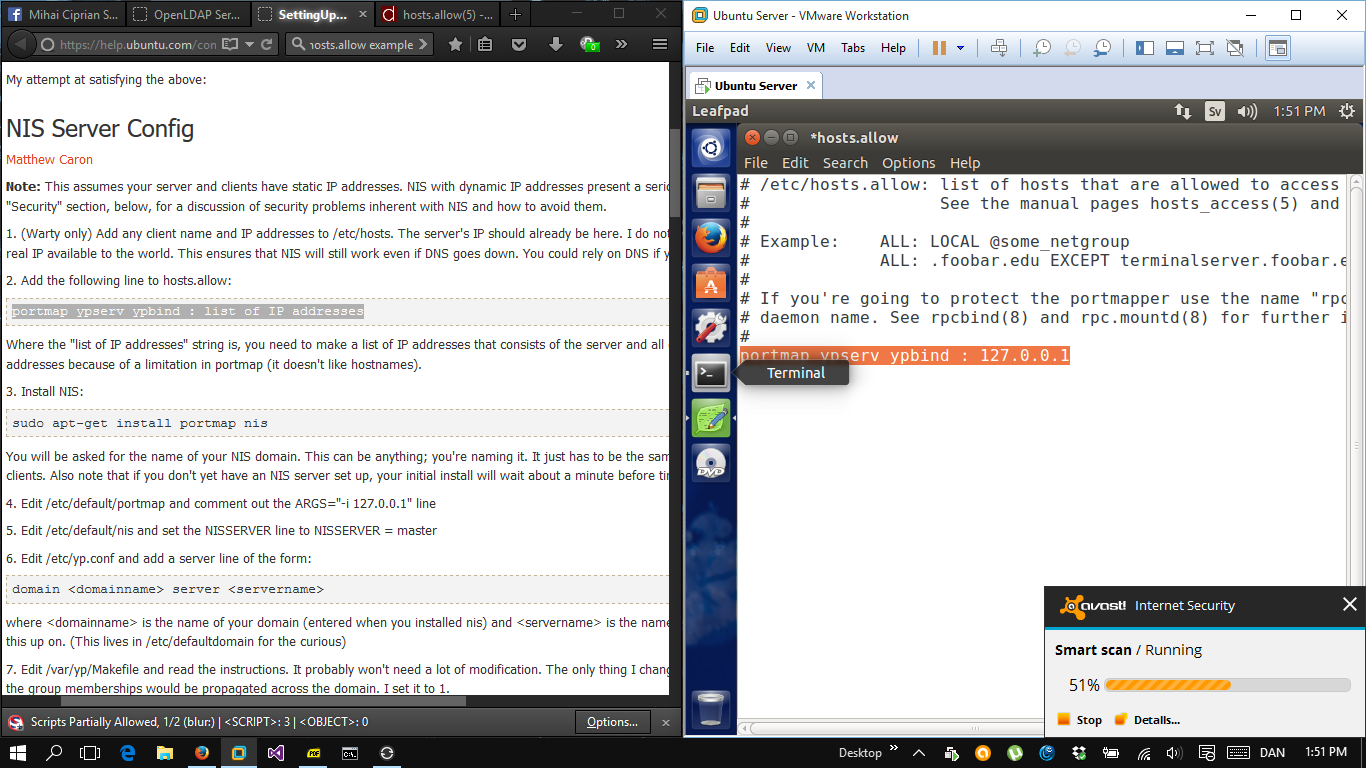 Mihai Ciprian S...
OpenLDAP Ser...
SettingUp...
hosts.allow(5) -...
https://help.ubuntu.com/con
hosts.allow example
My attempt at satisfying the above:
NIS Server Config
Matthew Caron
Note: This assumes your server and clients have static IP addresses. NIS with dynamic IP addresses present a seric
"Security" section, below, for a discussion of security problems inherent with NIS and how to avoid them.
1. (Warty only) Add any client name and IP addresses to /etc/hosts. The server's IP should already be here. I do not
real IP available to the world. This ensures that NIS will still work even if DNS goes down. You could rely on DNS if y
2. Add the following line to hosts.allow:
portmap ypserv ypbind : list of IP addresses
Where the "list of IP addresses" string is, you need to make a list of IP addresses that consists of the server and all
addresses because of a limitation in portmap (it doesn't like hostnames).
3. Install NIS:
sudo apt-get install portmap nis
You will be asked for the name of your NIS domain. This can be anything; you're naming it. It just has to be the sam
clients. Also note that if you don't yet have an NIS server set up, your initial install will wait about a minute before tin
4. Edit /etc/default/portmap and comment out the ARGS="-i 127.0.0.1" line
5. Edit /etc/default/nis and set the NISSERVER line to NISSERVER = master
6. Edit /etc/yp.conf and add a server line of the form:
domain <domainname> server <servername>
where <domainname> is the name of your domain (entered when you installed nis) and <servername> is the name
this up on. (This lives in /etc/defaultdomain for the curious)
7. Edit /var/yp/Makefile and read the instructions. It probably won't need a lot of modification. The only thing I chang
the group memberships would be propagated across the domain. I set it to 1.
Scripts Partially Allowed, 1/2 (blur:) | <SCRIPT>: 3 | <OBJECT>: 0
Options...
Ubuntu Server - VMware Workstation
File Edit View VM Tabs Help
Ubuntu Server
Leafpad
Sv
1:51 PM
*hosts.allow
File Edit Search Options Help
# /etc/hosts.allow: list of hosts that are allowed to access
# See the manual pages hosts_access(5) and
#
# Example: ALL: LOCAL @some_netgroup
# ALL: .foobar.edu EXCEPT terminalserver.foobar.e
#
# If you're going to protect the portmapper use the name "rpc
# daemon name. See rpcbind(8) and rpc.mountd(8) for further i
#
portmap ypserv ypbind : 127.0.0.1
Terminal
DVD
avast! Internet Security
Smart scan / Running
51%
Stop
Details...
PDF
C:\.
Desktop
DAN
1:51 PM